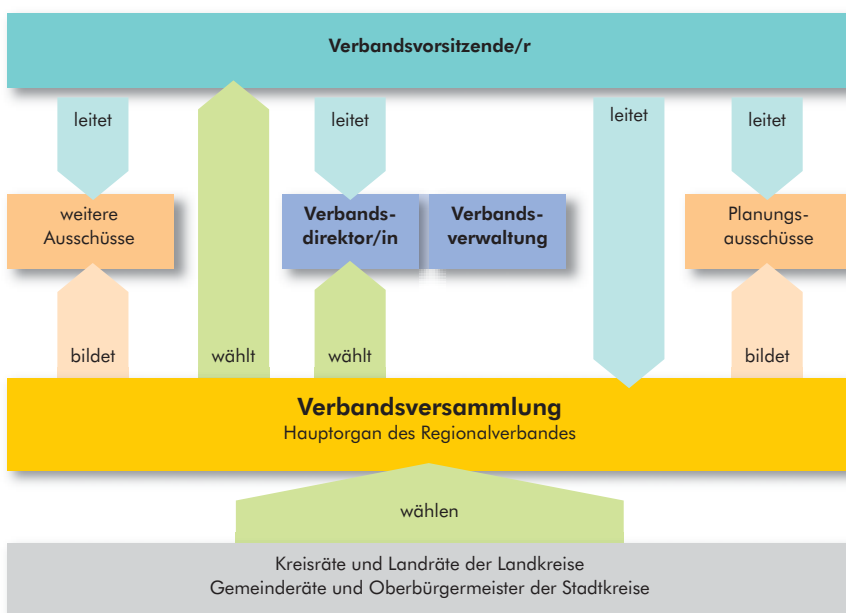 Verbandsvorsitzende/r
leitet
leitet
leitet
leitet
weitere
Ausschüsse
Verbands-
direktor/in
Verbands-
verwaltung
Planungs-
ausschüsse
bildet
wählt
wählt
bildet
Verbandsversammlung
Hauptorgan des Regionalverbandes
wählen
Kreisräte und Landräte der Landkreise
Gemeinderäte und Oberbürgermeister der Stadtkreise